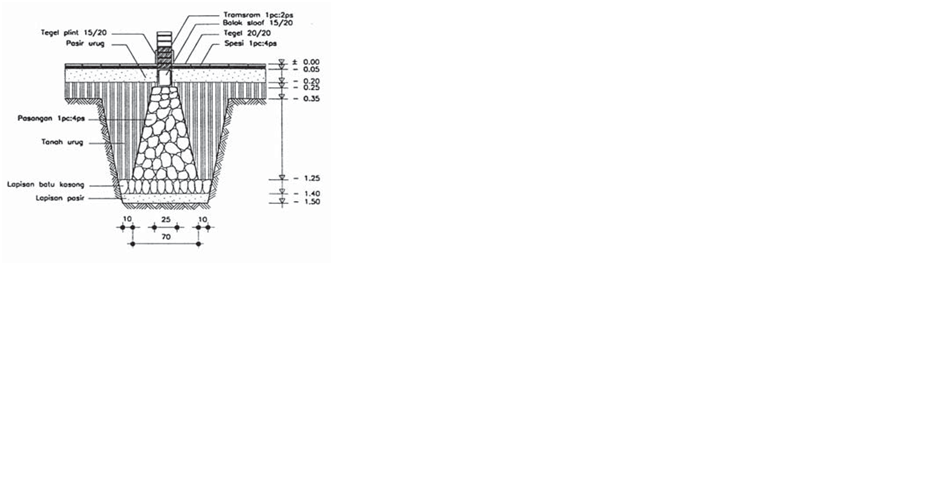 Tramsram 1pc:2ps
Balok sloof 15/20
Tegel plint 15/20
Tegel 20/20
Pasir urug
Spesi 1pc:4ps
± 0.00
- 0.05
- 0.20
- 0.25
- 0.35
Pasangan 1pc:4ps
Tanah urug
- 1.25
Lapisan batu kosong
- 1.40
Lapisan pasir
- 1.50
10
25
10
70